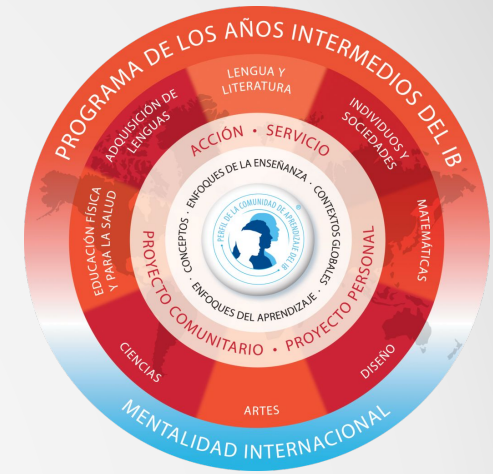 PROGRAMA DE LOS AÑOS INTERMEDIOS DEL IB
LENGUA Y
LITERATURA
INDIVIDUOS Y
SOCIEDADES
MATEMÁTICAS
DISEÑO
ARTES
CIENCIAS
EDUCACIÓN FÍSICA
Y PARA LA SALUD
ADQUISICIÓN DE
LENGUAS
ACCIÓN • SERVICIO
PROYECTO COMUNITARIO • PROYECTO PERSONAL
ENFOQUES DE LA ENSEÑANZA · CONTEXTOS GLOBALES · ENFOQUES DEL APRENDIZAJE · CONCEPTOS ·
PERFIL DE LA COMUNIDAD DE APRENDIZAJE DEL IB
®
MENTALIDAD INTERNACIONAL